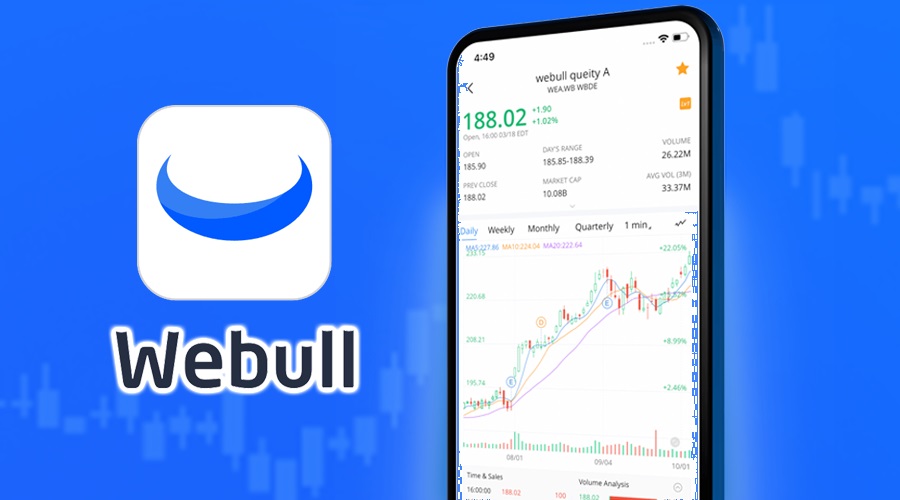 Webull
4:49
webull queity A
WEA,WB WBDE
188.02 +1.90
+1.02%
Open, 16:00 03/18 EDT
OPEN
185.90
DAY'S RANGE
185.85-188.39
VOLUME
26.22M
PREV CLOSE
188.02
MARKET CAP
10.08B
AVG VOL (3M)
33.37M
Daily Weekly Monthly Quarterly 1 min
MA5:227.86 MA10:224.04 MA20:222.64
233.15 +22.05%
220.68
208.21 +8.99%
195.74 +2.46%
O
E
E
08/01 09/04 10/01
Time & Sales Volume Analysis
16:00:00 188.02 100 188.02